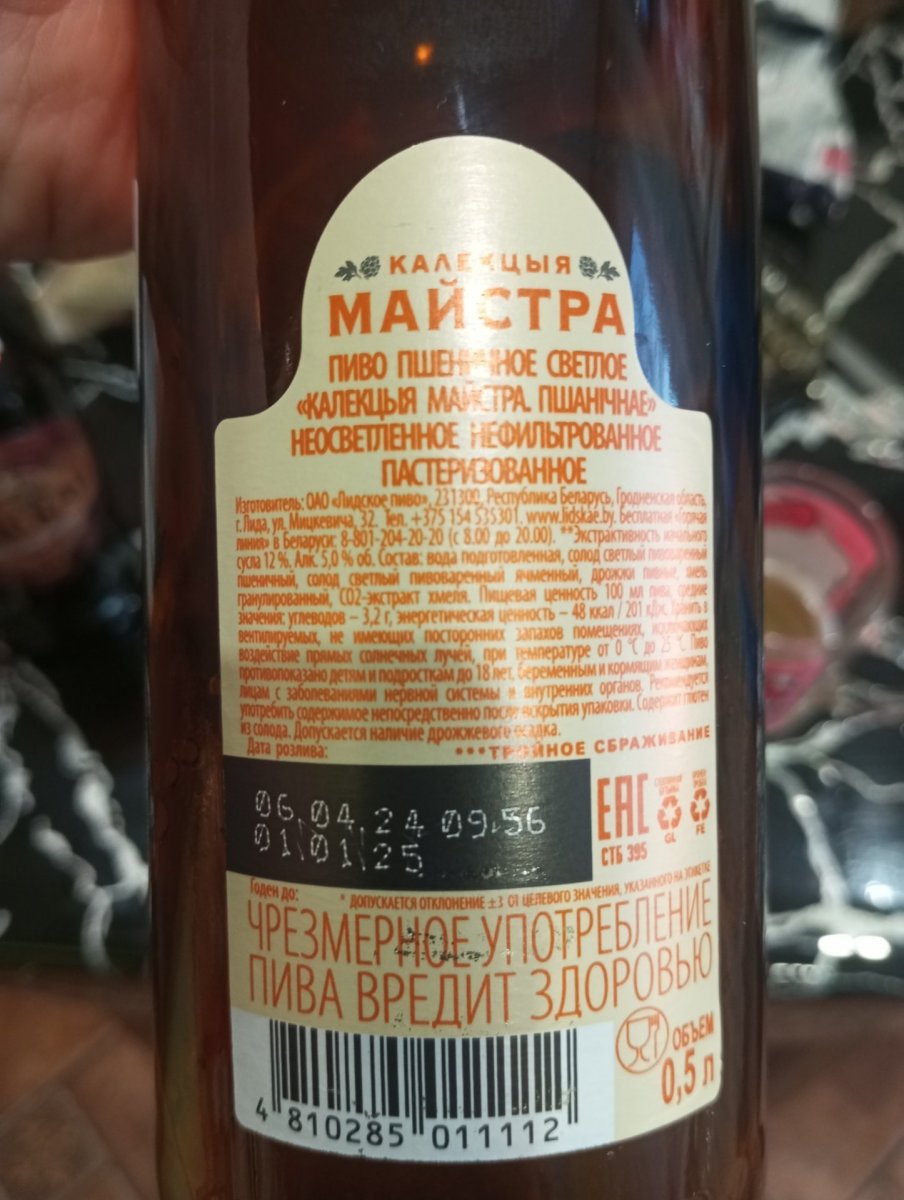 КАЛЕКЦЫЯ
МАЙСТРА
ПИВО ПШЕНИЧНОЕ СВЕТЛОЕ
«КАЛЕКЦЫЯ МАЙСТРА. ПШАНІЧНАЕ»
НЕОСВЕТЛЕННОЕ НЕФИЛЬТРОВАННОЕ
ПАСТЕРИЗОВАННОЕ
Изготовитель: ОАО «Лидское пиво», 231300, Республика Беларусь, Гродненская область,
г. Лида, ул. Мицкевича, 32. Тел. +375 154 535301. www.lidskae.by. Бесплатная «Горячая
линия» в Беларуси: 8-801-204-20-20 (с 8.00 до 20.00). **Экстрактивность начального
сусла 12 %. Алк. 5,0 % об. Состав: вода подготовленная, солод светлый пивоваренный
пшеничный, солод светлый пивоваренный ячменный, дрожжи пивные, хмель
гранулированный, СО2-экстракт хмеля. Пищевая ценность 100 мл пива, средние
значения: углеводов – 3,2 г, энергетическая ценность – 48 ккал / 201 кДж. Хранить в
вентилируемых, не имеющих посторонних запахов помещениях, исключающих
воздействие прямых солнечных лучей, при температуре от 0 °С до 25 °С. Пиво
противопоказано детям и подросткам до 18 лет, беременным и кормящим женщинам,
лицам с заболеваниями нервной системы и внутренних органов. Рекомендуется
употребить содержимое непосредственно после вскрытия упаковки. Содержит глютен
из солода. Допускается наличие дрожжевого осадка.
Дата розлива: ***ТРОЙНОЕ СБРАЖИВАНИЕ
06.04.24 09:56
01\01\25
ЕАС
СТБ 395
GL
FE
Годен до: * ДОПУСКАЕТСЯ ОТКЛОНЕНИЕ ±3 ОТ ЦЕЛЕВОГО ЗНАЧЕНИЯ, УКАЗАННОГО НА ЭТИКЕТКЕ
ЧРЕЗМЕРНОЕ УПОТРЕБЛЕНИЕ
ПИВА ВРЕДИТ ЗДОРОВЬЮ
ОБЪЕМ
0,5 л
4 810285 011112